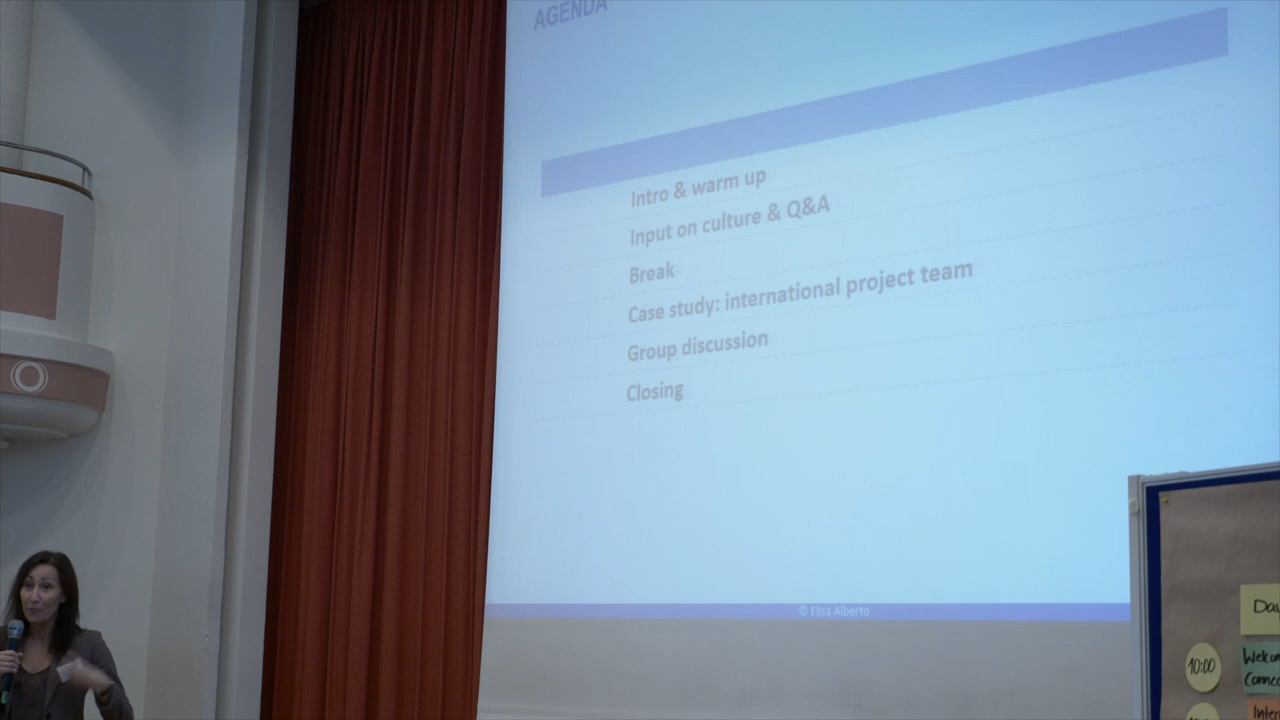 AGENDA
Intro & warm up
Input on culture & Q&A
Break
Case study: international project team
Group discussion
Closing
© Elisa Alberto
10:00